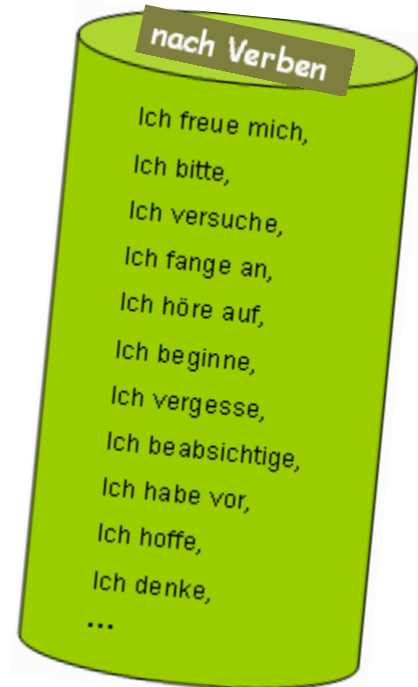 nach Verben
Ich freue mich,
Ich bitte,
Ich versuche,
Ich fange an,
Ich höre auf,
Ich beginne,
Ich vergesse,
Ich beabsichtige,
Ich habe vor,
Ich hoffe,
Ich denke,
...